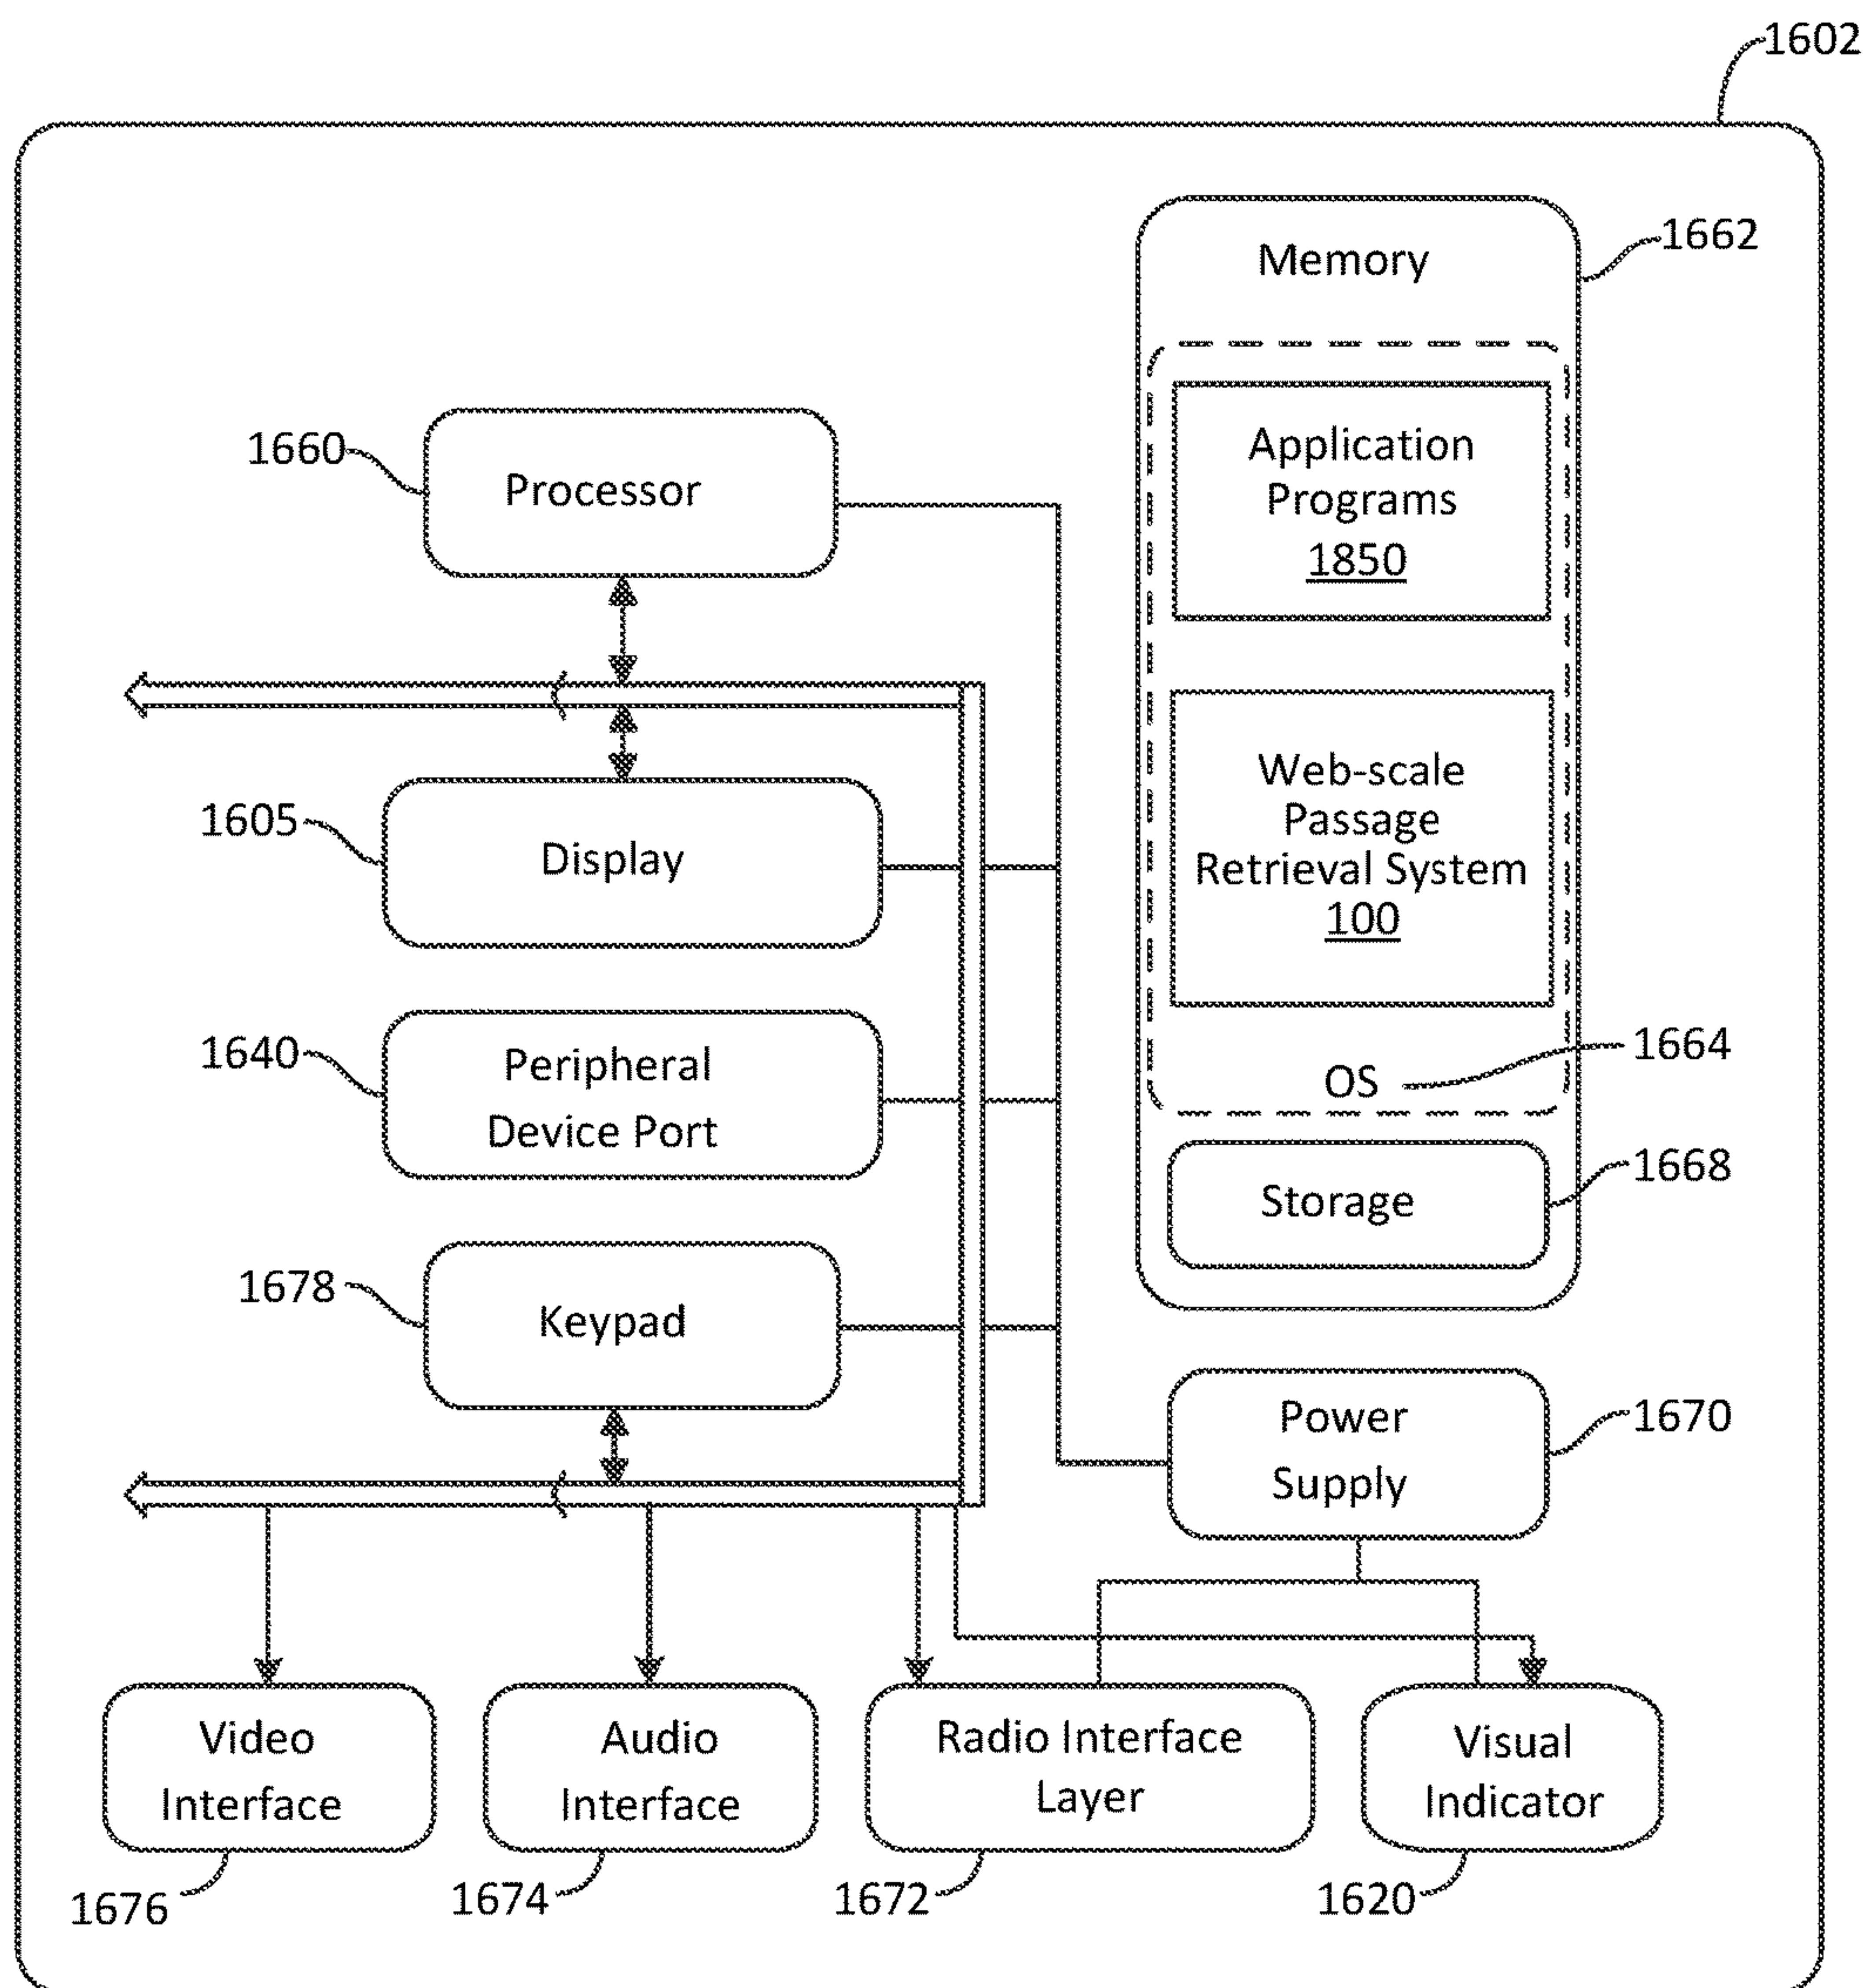 1602
Memory
1662
Application
Programs
1850
1660
Processor
Web-scale
Passage
Retrieval System
100
1605
Display
1640
Peripheral
Device Port
OS
1664
Storage
1668
1678
Keypad
Power
Supply
1670
Video
Interface
Audio
Interface
Radio Interface
Layer
Visual
Indicator
1676
1674
1672
1620